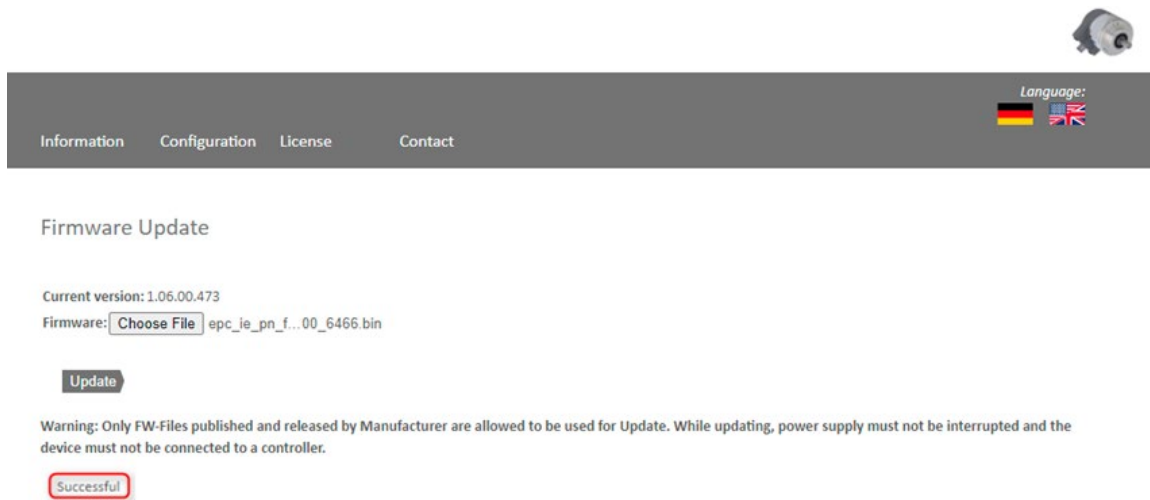 Language:
Information Configuration License Contact
Firmware Update
Current version: 1.06.00.473
Firmware: Choose File epc_ie_pn_f...00_6466.bin
Update
Warning: Only FW-Files published and released by Manufacturer are allowed to be used for Update. While updating, power supply must not be interrupted and the
device must not be connected to a controller.
Successful